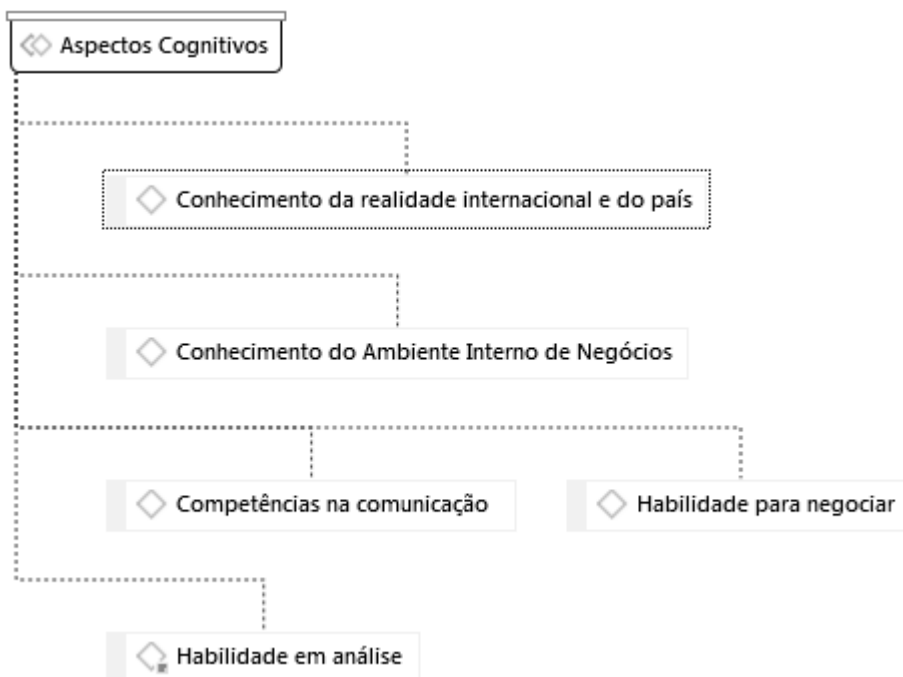 Aspectos Cognitivos
Conhecimento da realidade internacional e do país
Conhecimento do Ambiente Interno de Negócios
Competências na comunicação
Habilidade para negociar
Habilidade em análise